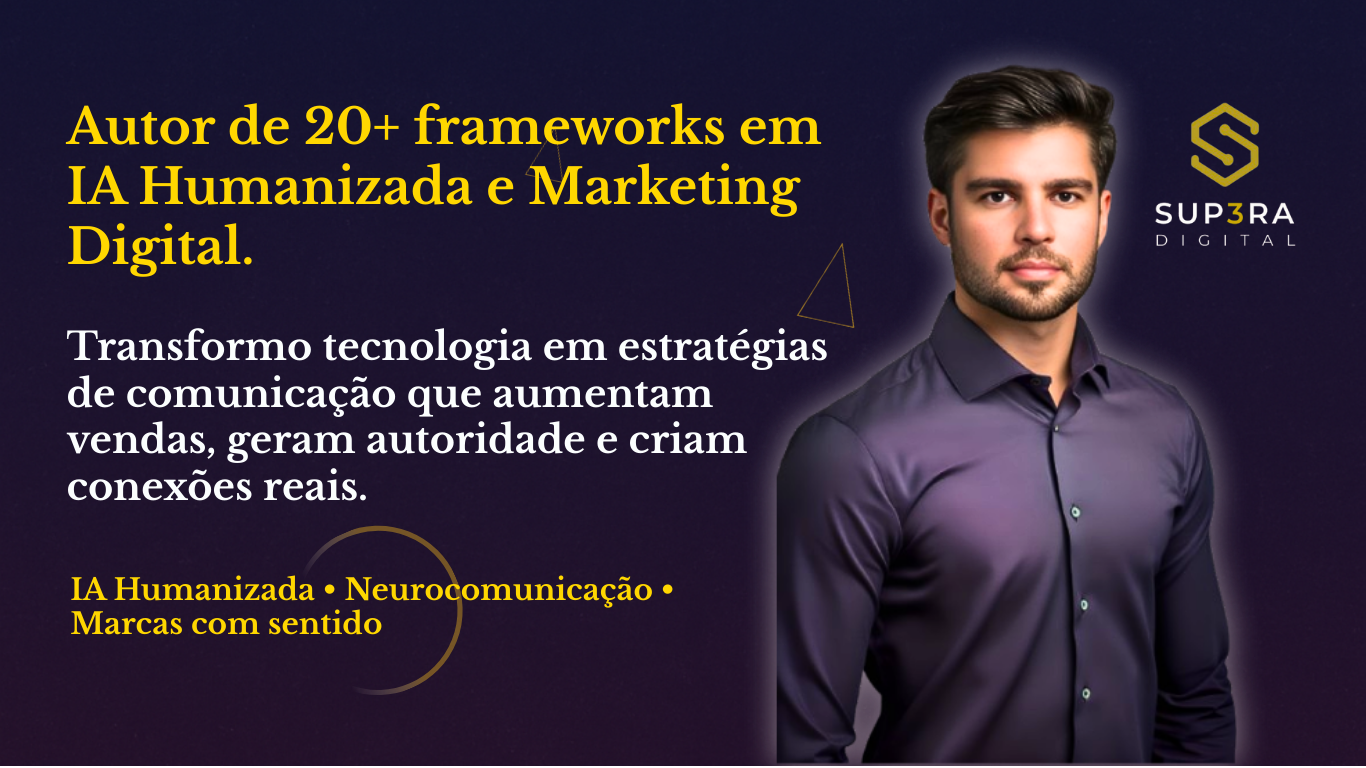 Autor de 20+ frameworks em
IA Humanizada e Marketing
Digital.
Transformo tecnologia em estratégias
de comunicação que aumentam
vendas, geram autoridade e criam
conexões reais.
IA Humanizada • Neurocomunicação •
Marcas com sentido
SUP3RA
DIGITAL